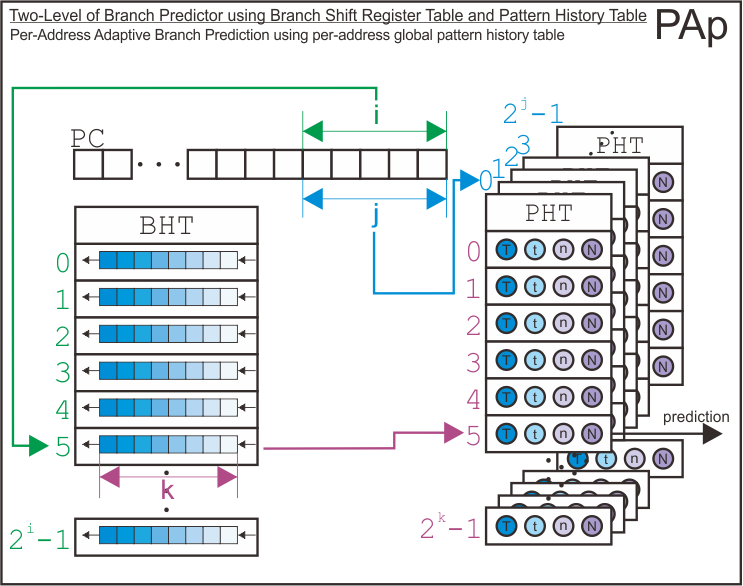 Two-Level of Branch Predictor using Branch Shift Register Table and Pattern History Table
PAp
Per-Address Adaptive Branch Prediction using per-address global pattern history table
i
2^j-1
PC
3
2
1
0
PHT
N
j
BHT
PHT
0
0 T t n N
N
1
1 T t n N
N
2
2 T t n N
N
3
3 T t n N
N
4
4 T t n N
N
5
5 T t n N
prediction
k
T t n N
2^i-1
2^k-1 T t n N